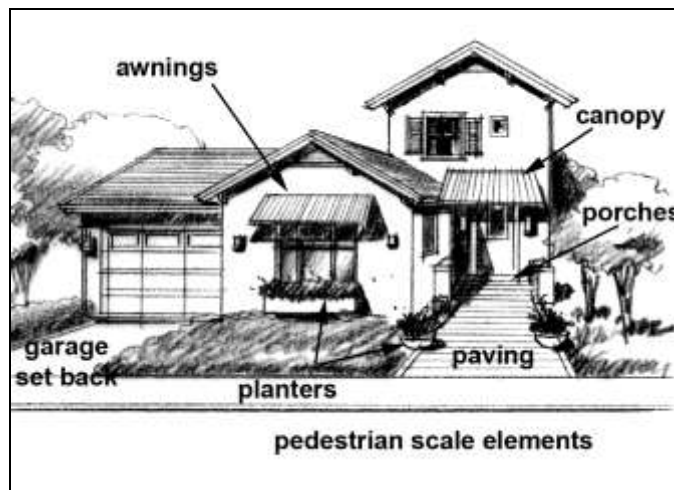 awnings
canopy
porches
garage
set back
planters
paving
pedestrian scale elements